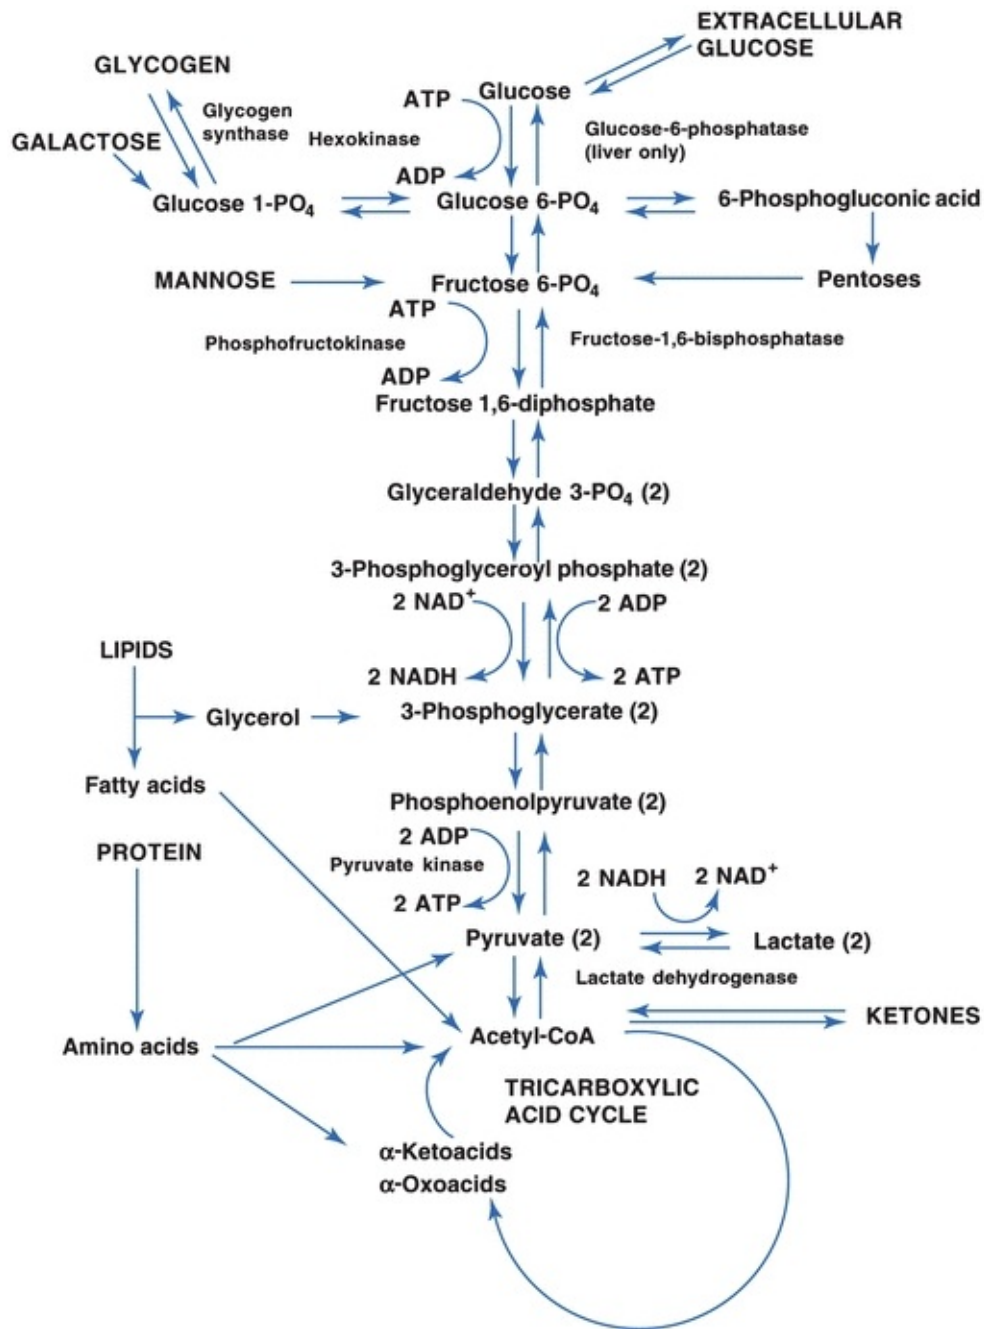 EXTRACELLULAR
GLUCOSE
GLYCOGEN
Glucose
ATP
Glycogen
synthase
Hexokinase
Glucose-6-phosphatase
(liver only)
GALACTOSE
ADP
Glucose 1-PO₄
Glucose 6-PO₄
6-Phosphogluconic acid
MANNOSE
Fructose 6-PO₄
Pentoses
ATP
Phosphofructokinase
Fructose-1,6-bisphosphatase
ADP
Fructose 1,6-diphosphate
Glyceraldehyde 3-PO₄ (2)
3-Phosphoglyceroyl phosphate (2)
2 NAD⁺
2 ADP
LIPIDS
2 NADH
2 ATP
Glycerol
3-Phosphoglycerate (2)
Fatty acids
Phosphoenolpyruvate (2)
2 ADP
PROTEIN
Pyruvate kinase
2 NADH
2 NAD⁺
2 ATP
Pyruvate (2)
Lactate (2)
Lactate dehydrogenase
KETONES
Amino acids
Acetyl-CoA
TRICARBOXYLIC
ACID CYCLE
α-Ketoacids
α-Oxoacids